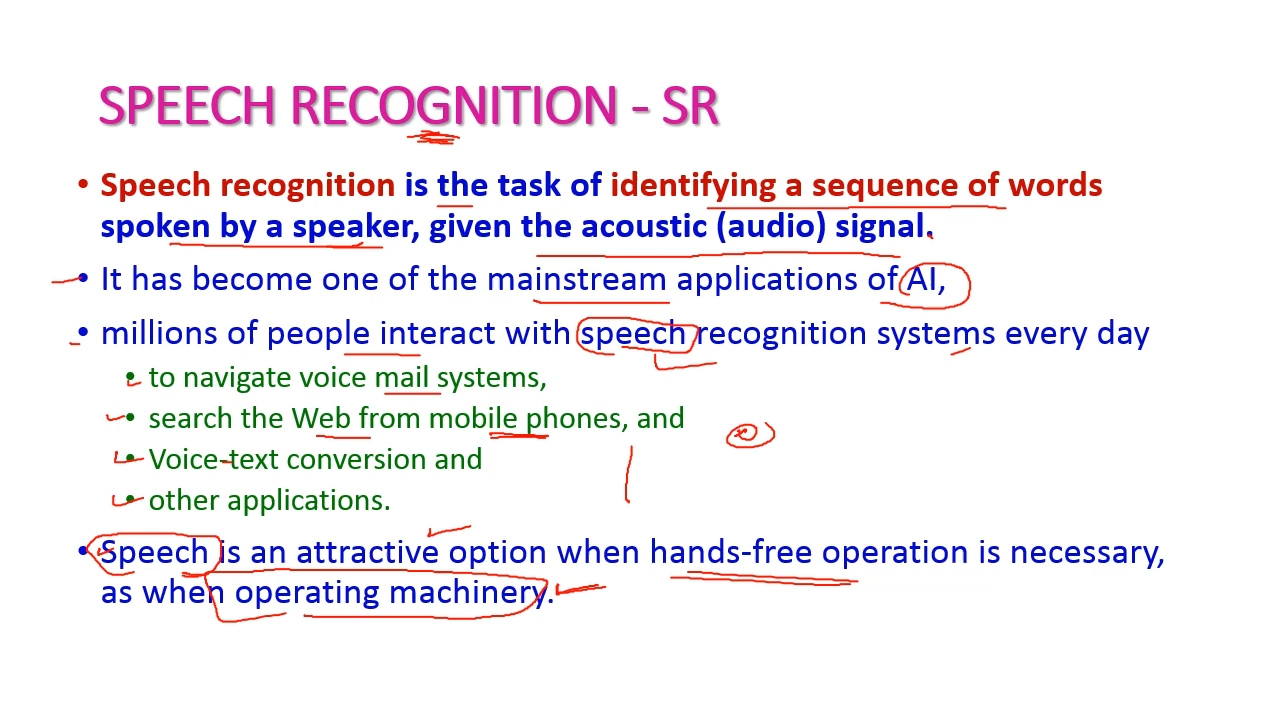 SPEECH RECOGNITION - SR
• Speech recognition is the task of identifying a sequence of words
spoken by a speaker, given the acoustic (audio) signal.
• It has become one of the mainstream applications of AI,
• millions of people interact with speech recognition systems every day
• to navigate voice mail systems,
• search the Web from mobile phones, and
• Voice-text conversion and
• other applications.
• Speech is an attractive option when hands-free operation is necessary,
as when operating machinery.